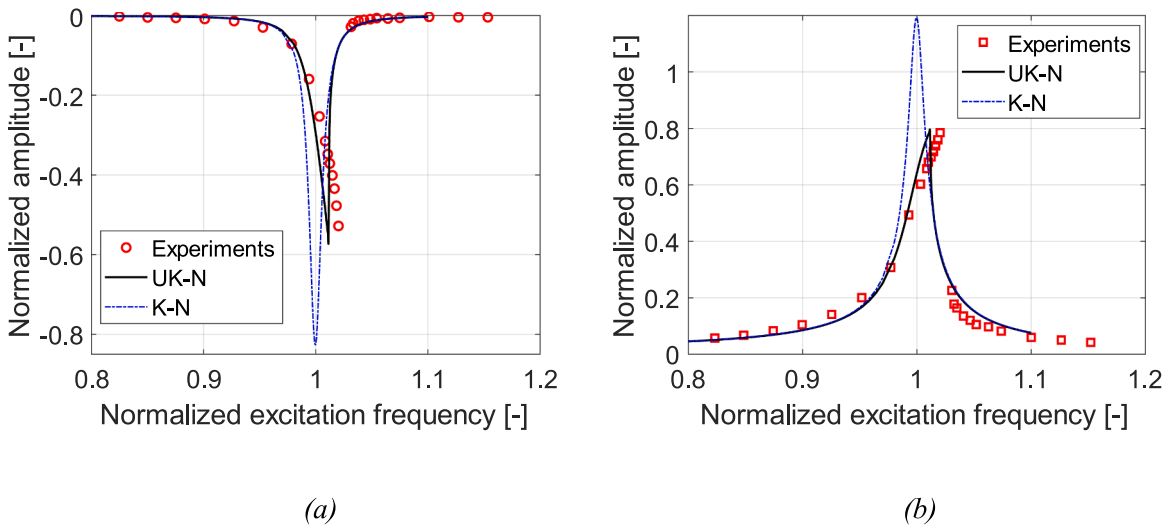 0
-0.2
-0.4
-0.6
-0.8
Normalized amplitude [-]
Experiments
UK-N
K-N
0.8 0.9 1 1.1 1.2
Normalized excitation frequency [-]
(a)
1
0.8
0.6
0.4
0.2
0
Normalized amplitude [-]
Experiments
UK-N
K-N
0.8 0.9 1 1.1 1.2
Normalized excitation frequency [-]
(b)